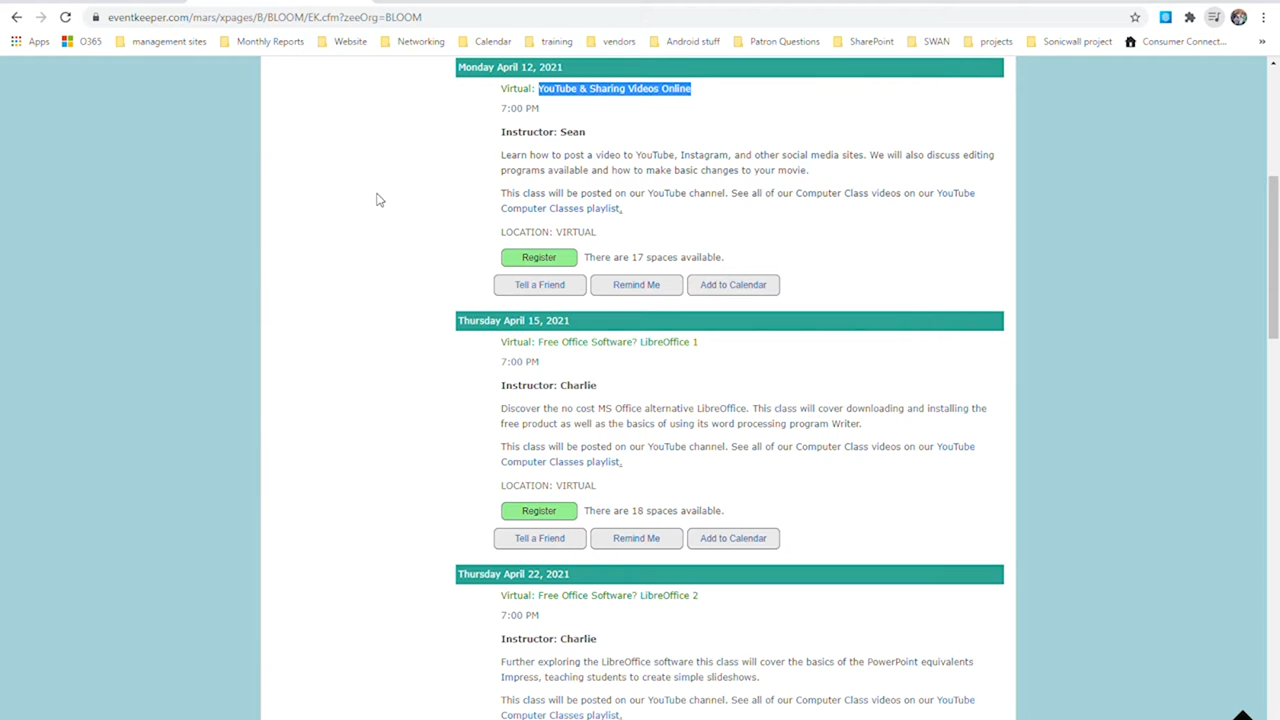 eventkeeper.com/mars/xpages/B/BLOOM/EK.cfm?zeeOrg=BLOOM
Apps O365 management sites Monthly Reports Website Networking Calendar training vendors Android stuff Patron Questions SharePoint SWAN projects Sonicwall project Consumer Connect... »
Monday April 12, 2021
Virtual: YouTube & Sharing Videos Online
7:00 PM
Instructor: Sean
Learn how to post a video to YouTube, Instagram, and other social media sites. We will also discuss editing
programs available and how to make basic changes to your movie.
This class will be posted on our YouTube channel. See all of our Computer Class videos on our YouTube
Computer Classes playlist.
LOCATION: VIRTUAL
Register There are 17 spaces available.
Tell a Friend Remind Me Add to Calendar
Thursday April 15, 2021
Virtual: Free Office Software? LibreOffice 1
7:00 PM
Instructor: Charlie
Discover the no cost MS Office alternative LibreOffice. This class will cover downloading and installing the
free product as well as the basics of using its word processing program Writer.
This class will be posted on our YouTube channel. See all of our Computer Class videos on our YouTube
Computer Classes playlist.
LOCATION: VIRTUAL
Register There are 18 spaces available.
Tell a Friend Remind Me Add to Calendar
Thursday April 22, 2021
Virtual: Free Office Software? LibreOffice 2
7:00 PM
Instructor: Charlie
Further exploring the LibreOffice software this class will cover the basics of the PowerPoint equivalents
Impress, teaching students to create simple slideshows.
This class will be posted on our YouTube channel. See all of our Computer Class videos on our YouTube
Computer Classes playlist.